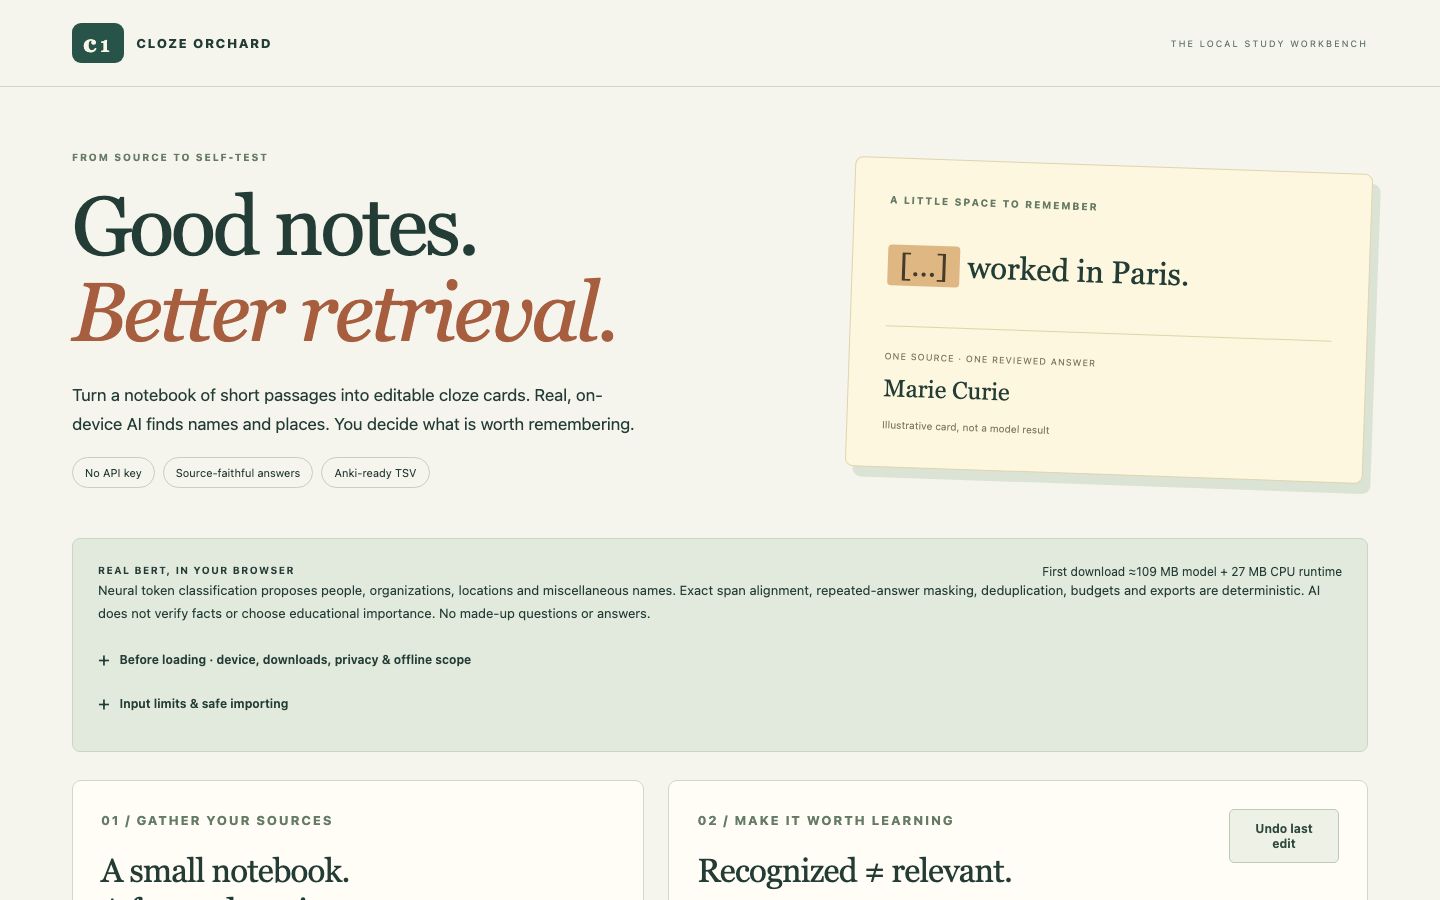 c1 CLOZE ORCHARD
THE LOCAL STUDY WORKBENCH
FROM SOURCE TO SELF-TEST
Good notes.
Better retrieval.
Turn a notebook of short passages into editable cloze cards. Real, on-
device AI finds names and places. You decide what is worth remembering.
No API key
Source-faithful answers
Anki-ready TSV
A LITTLE SPACE TO REMEMBER
[...] worked in Paris.
ONE SOURCE · ONE REVIEWED ANSWER
Marie Curie
Illustrative card, not a model result
REAL BERT, IN YOUR BROWSER
First download ≈109 MB model + 27 MB CPU runtime
Neural token classification proposes people, organizations, locations and miscellaneous names. Exact span alignment, repeated-answer masking, deduplication, budgets and exports are deterministic. AI
does not verify facts or choose educational importance. No made-up questions or answers.
+ Before loading · device, downloads, privacy & offline scope
+ Input limits & safe importing
01 / GATHER YOUR SOURCES
A small notebook.
02 / MAKE IT WORTH LEARNING
Recognized ≠ relevant.
Undo last
edit